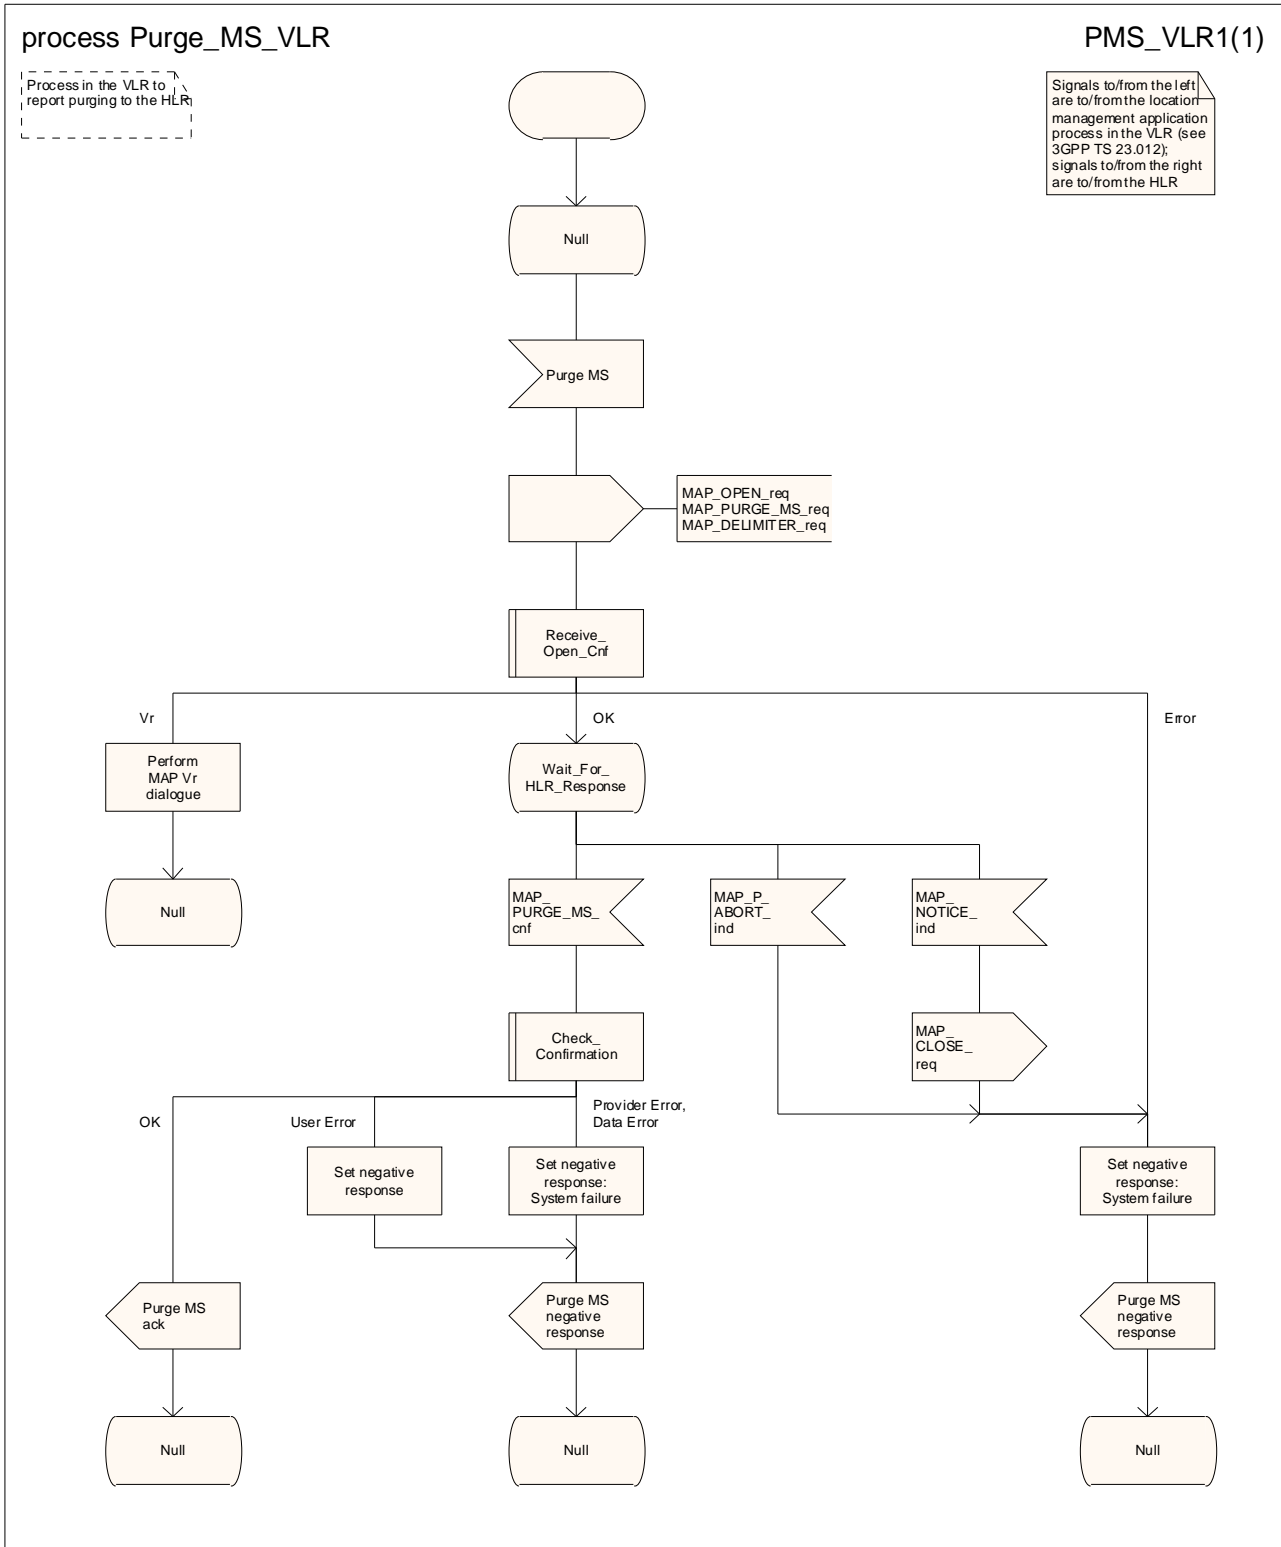 process Purge_MS_VLR
PMS_VLR1(1)
Process in the VLR to
report purging to the HLR
Signals to/from the left
are to/from the location
management application
process in the VLR (see
3GPP TS 23.012);
signals to/from the right
are to/from the HLR
Null
Purge MS
MAP_OPEN_req
MAP_PURGE_MS_req
MAP_DELIMITER_req
Receive_
Open_Cnf
Vr
OK
Error
Perform
MAP Vr
dialogue
Wait_For_
HLR_Response
Null
MAP_
PURGE_MS_
cnf
MAP_P_
ABORT_
ind
MAP_
NOTICE_
ind
Check_
Confirmation
MAP_
CLOSE_
req
OK
User Error
Provider Error,
Data Error
Set negative
response
Set negative
response:
System failure
Set negative
response:
System failure
Purge MS
ack
Purge MS
negative
response
Purge MS
negative
response
Null
Null
Null